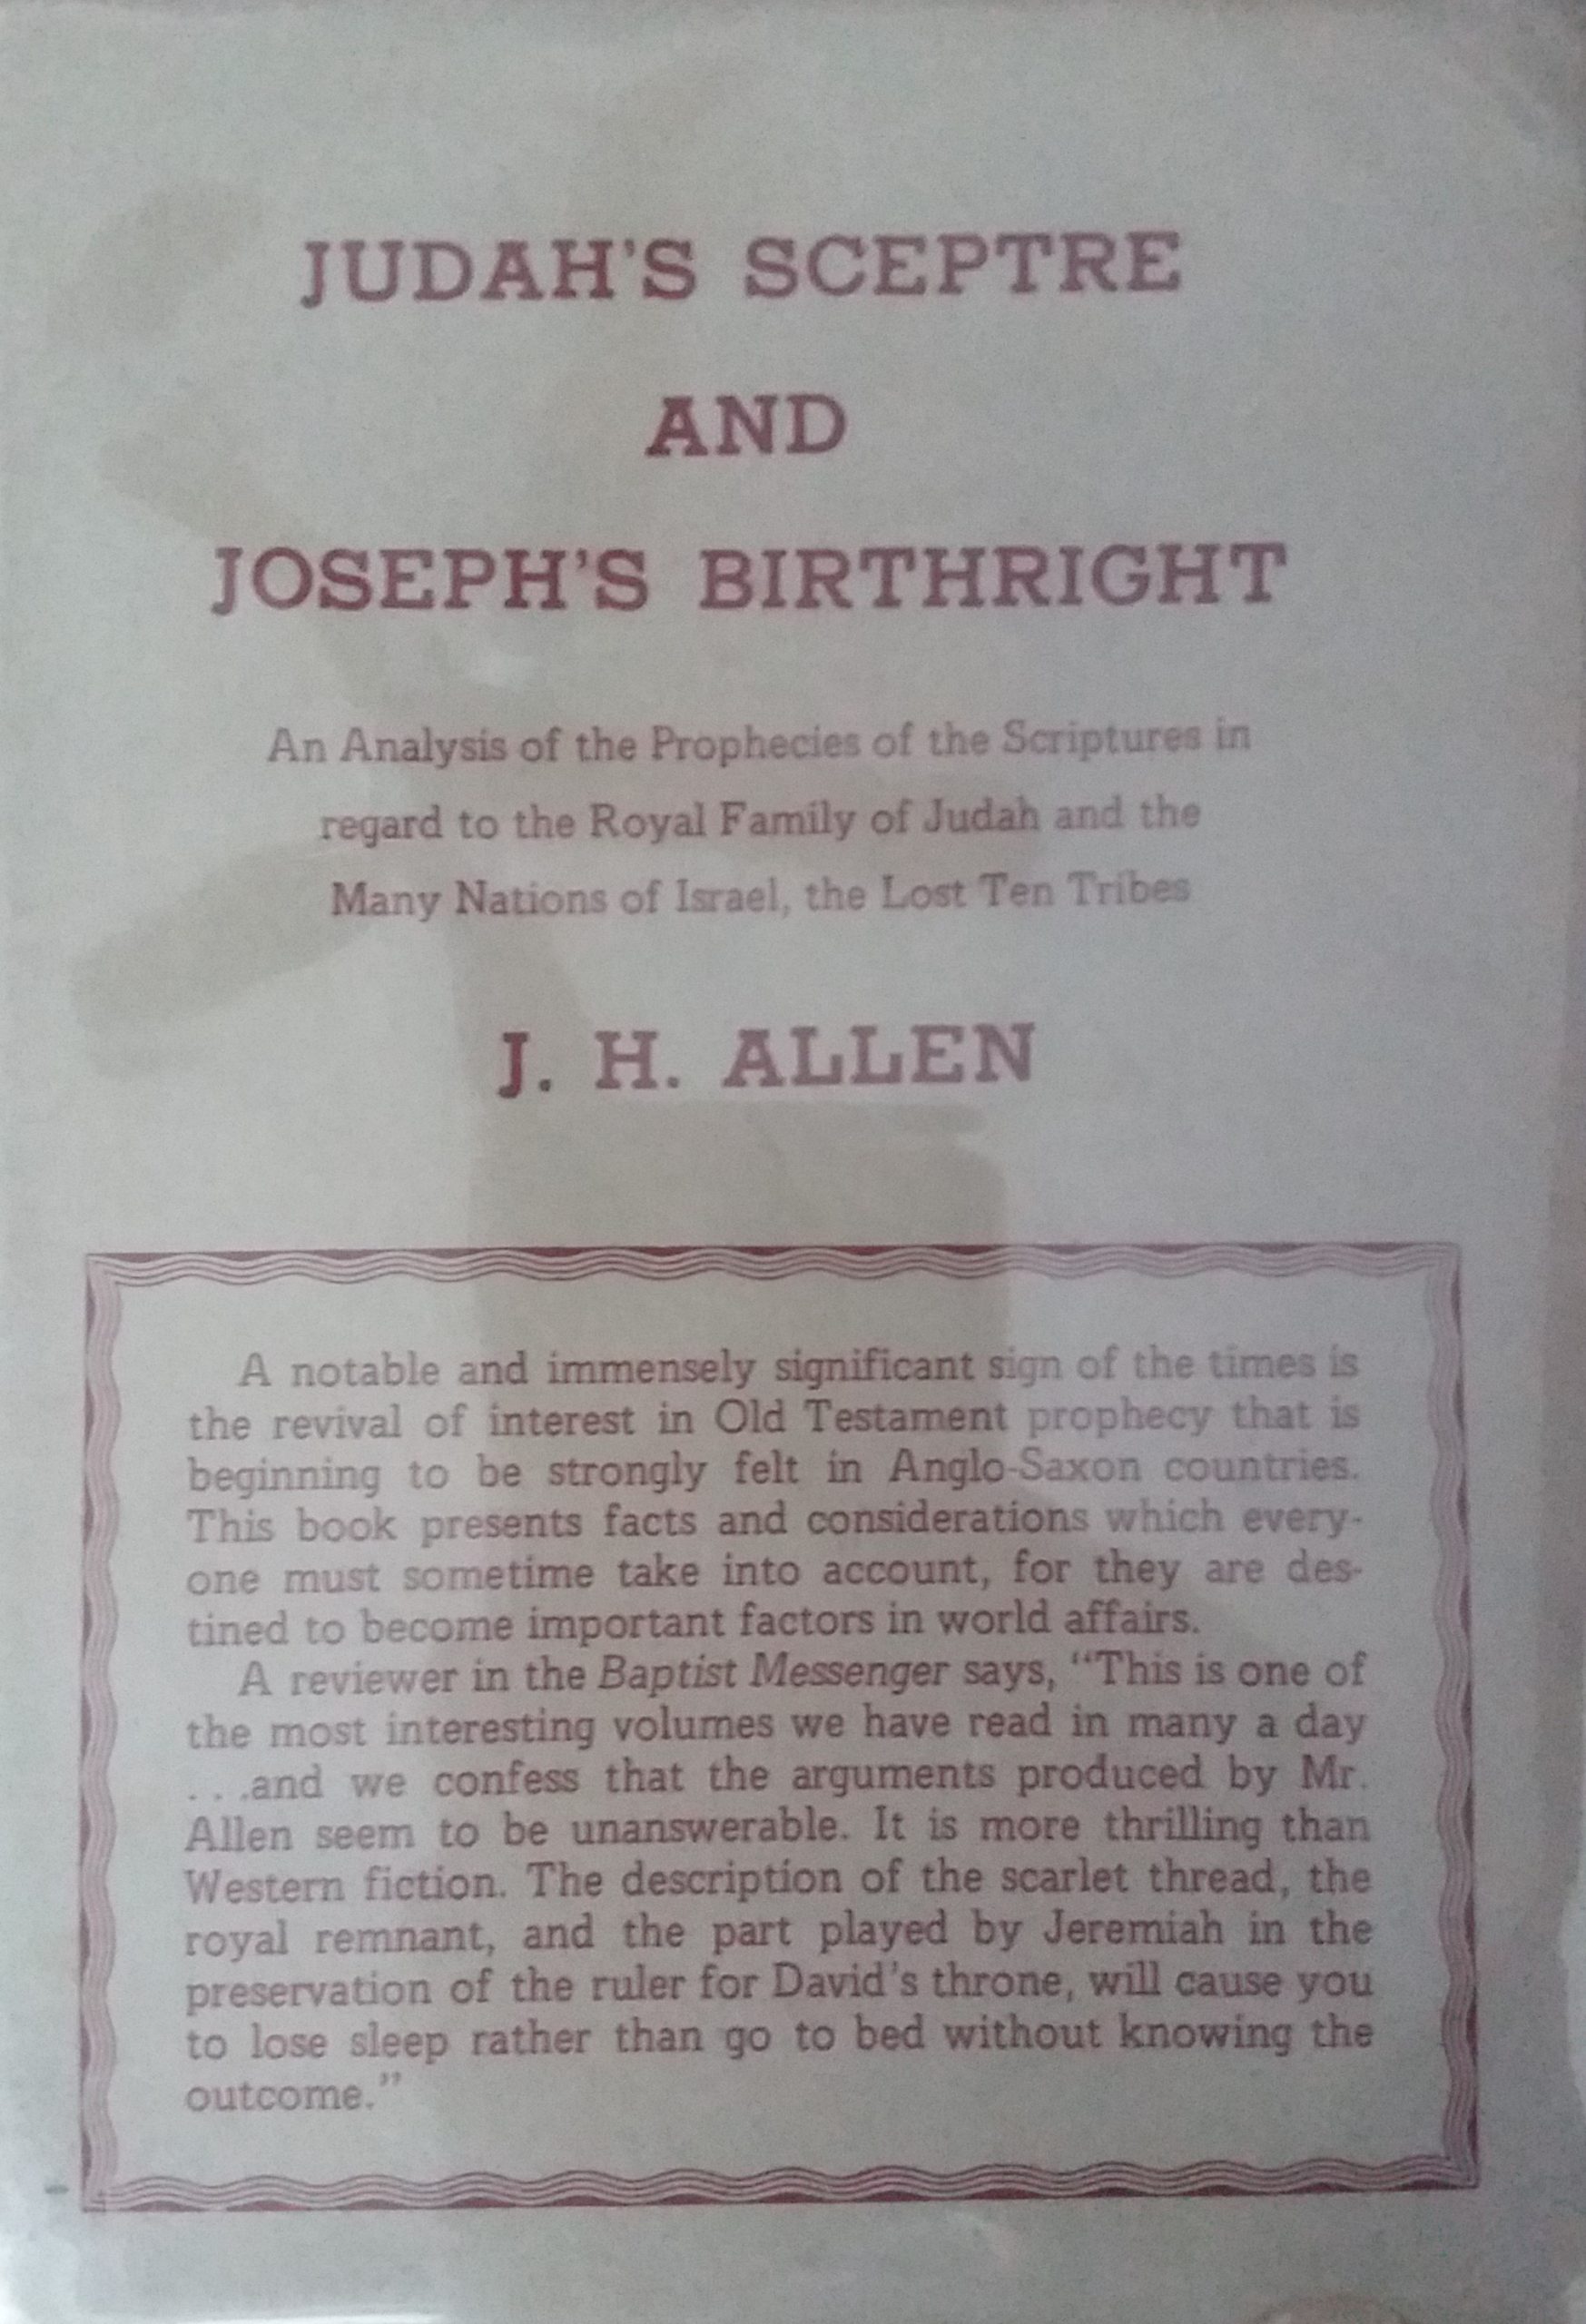 JUDAH'S SCEPTRE
AND
JOSEPH'S BIRTHRIGHT
An Analysis of the Prophecies of the Scriptures in
regard to the Royal Family of Judah and the
Many Nations of Israel, the Lost Ten Tribes
J. H. ALLEN
A notable and immensely significant sign of the times is
the revival of interest in Old Testament prophecy that is
beginning to be strongly felt in Anglo-Saxon countries.
This book presents facts and considerations which every-
one must sometime take into account, for they are des-
tined to become important factors in world affairs.
A reviewer in the Baptist Messenger says, “This is one of
the most interesting volumes we have read in many a day
. . .and we confess that the arguments produced by Mr.
Allen seem to be unanswerable. It is more thrilling than
Western fiction. The description of the scarlet thread, the
royal remnant, and the part played by Jeremiah in the
preservation of the ruler for David's throne, will cause you
to lose sleep rather than go to bed without knowing the
outcome.”